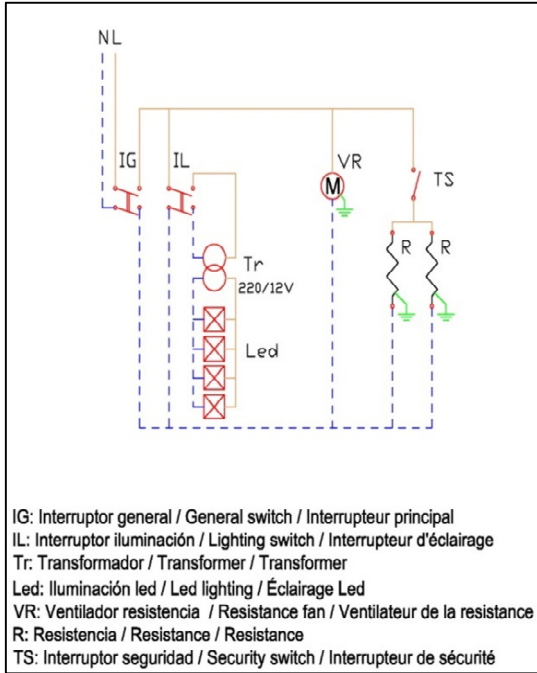 NL
IG IL VR TS
M
R R
Tr
220/12V
Led
IG: Interruptor general / General switch / Interrupteur principal
IL: Interruptor iluminación / Lighting switch / Interrupteur d'éclairage
Tr: Transformador / Transformer / Transformer
Led: Iluminación led / Led lighting / Éclairage Led
VR: Ventilador resistencia / Resistance fan / Ventilateur de la resistance
R: Resistencia / Resistance / Resistance
TS: Interruptor seguridad / Security switch / Interrupteur de sécurité